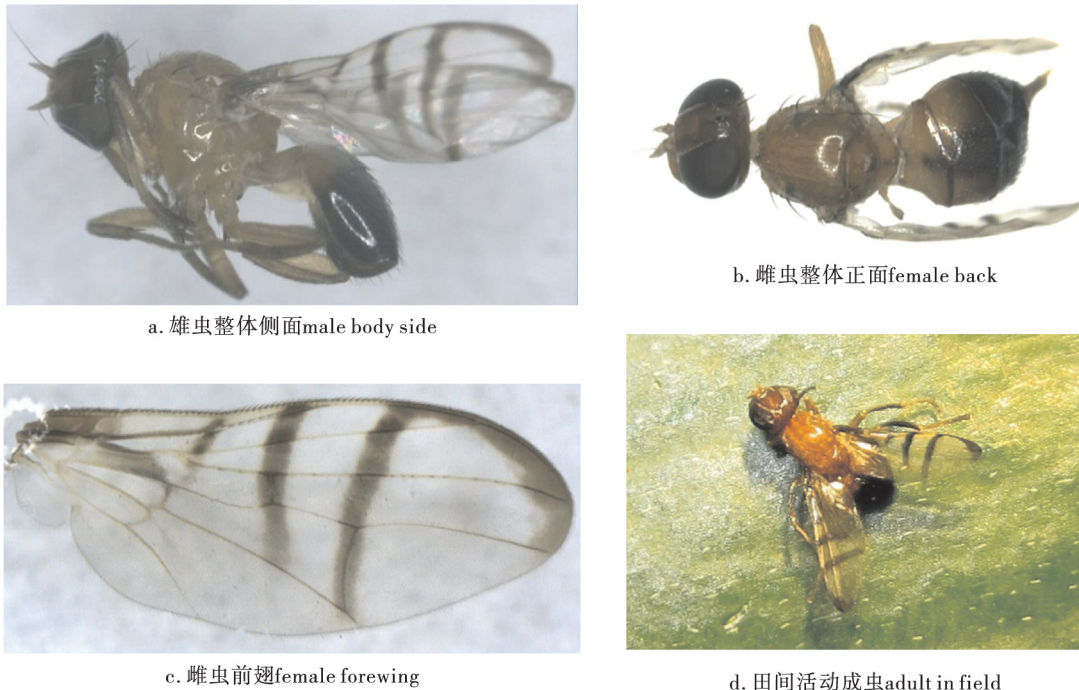 a. 雄虫整体侧面male body side
b. 雌虫整体正面female back
c. 雌虫前翅female forewing
d. 田间活动成虫adult in field